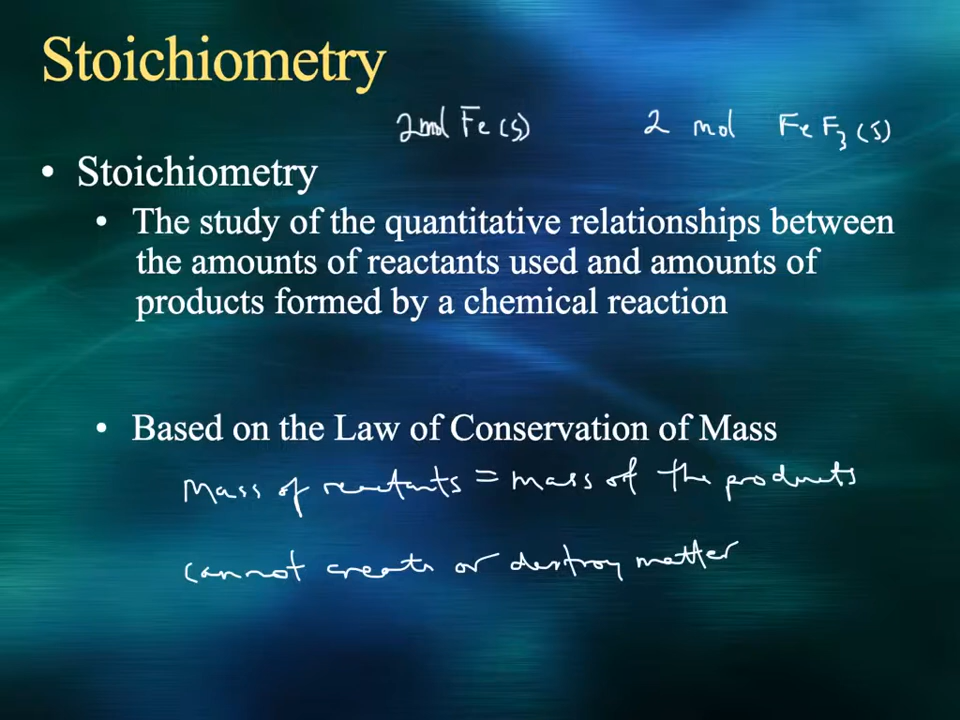 Stoichiometry
2 mol Fe (s) 2 mol FeF3 (s)
• Stoichiometry
• The study of the quantitative relationships between
the amounts of reactants used and amounts of
products formed by a chemical reaction
• Based on the Law of Conservation of Mass
Mass of reactants = mass of the products
cannot create or destroy matter